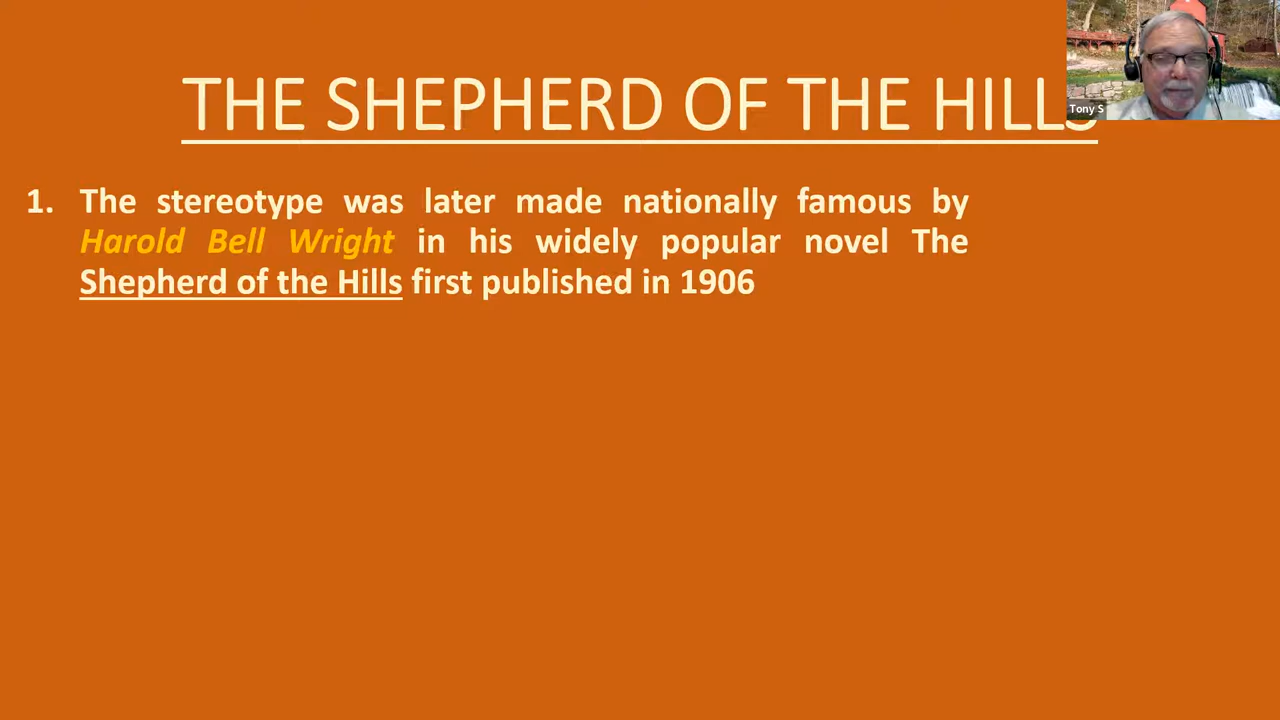 THE SHEPHERD OF THE HILLS
Tony S
1. The stereotype was later made nationally famous by
Harold Bell Wright in his widely popular novel The
Shepherd of the Hills first published in 1906